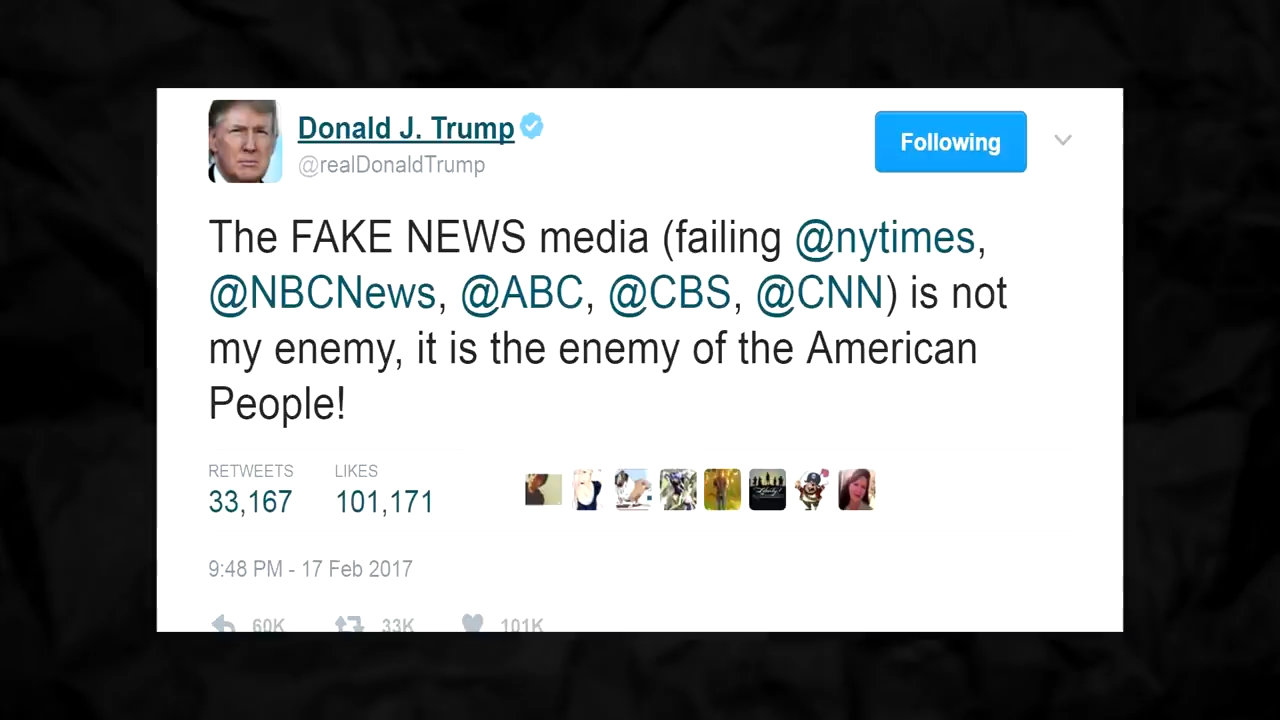 Donald J. Trump
@realDonaldTrump
Following
The FAKE NEWS media (failing @nytimes,
@NBCNews, @ABC, @CBS, @CNN) is not
my enemy, it is the enemy of the American
People!
RETWEETS LIKES
33,167 101,171
9:48 PM - 17 Feb 2017
60K 33K 101K